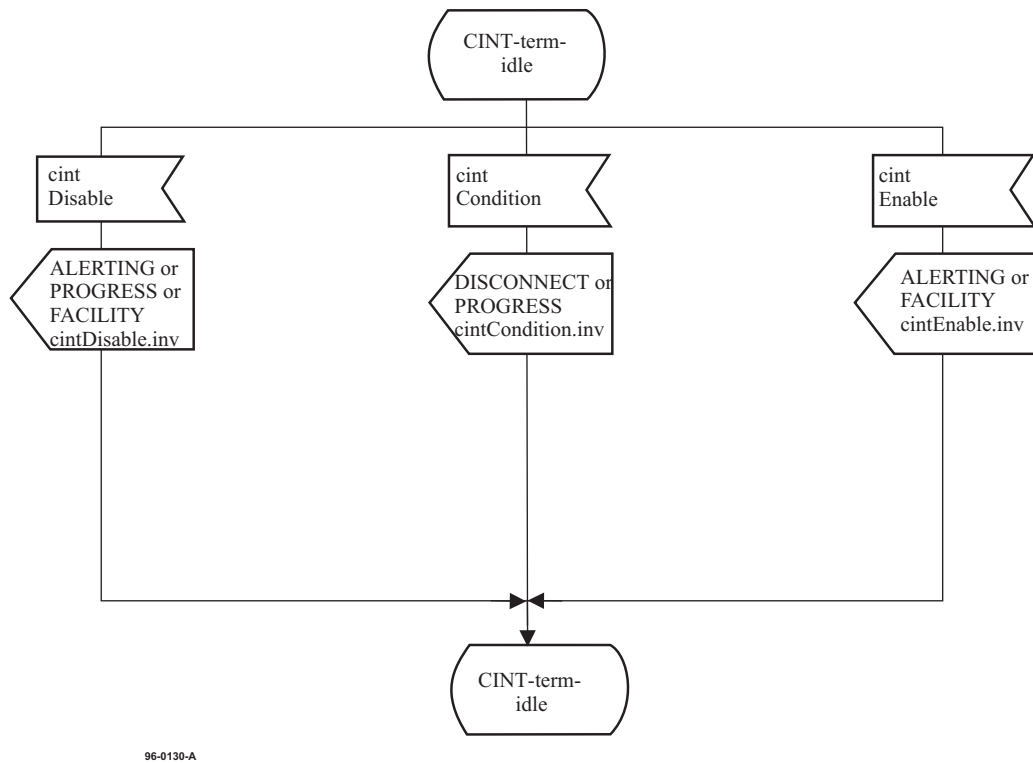 CINT-term-
idle
cint
Disable
cint
Condition
cint
Enable
ALERTING or
PROGRESS or
FACILITY
cintDisable.inv
DISCONNECT or
PROGRESS
cintCondition.inv
ALERTING or
FACILITY
cintEnable.inv
CINT-term-
idle
96-0130-A